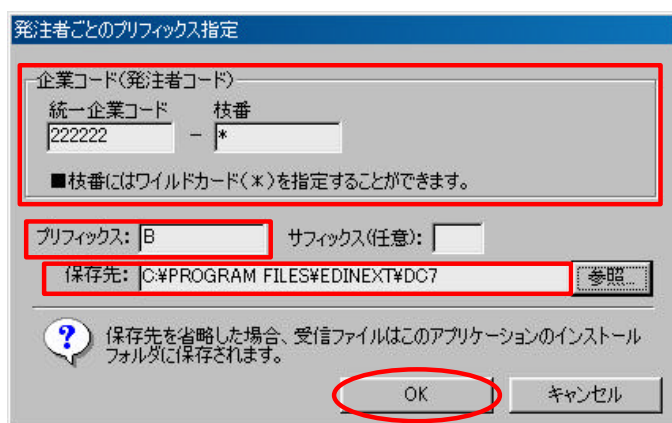 発注者ごとのプリフィックス指定
企業コード(発注者コード)
統一企業コード 枝番
222222 - *
■枝番にはワイルドカード(*)を指定することができます。
プリフィックス: B サフィックス(任意):
保存先: C:¥PROGRAM FILES¥EDINEXT¥DC7 参照...
保存先を省略した場合、受信ファイルはこのアプリケーションのインストール
フォルダに保存されます。
OK キャンセル